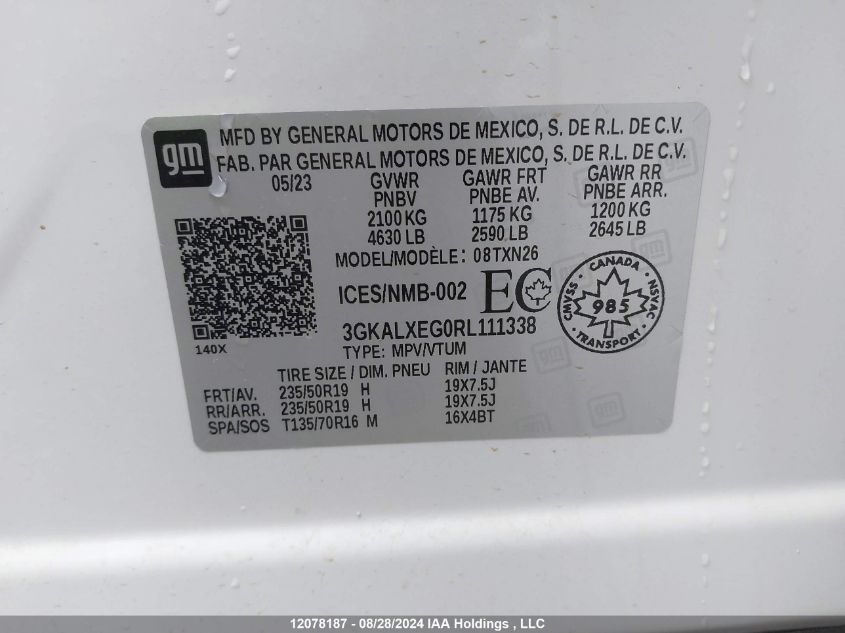 gm
MFD BY GENERAL MOTORS DE MEXICO, S. DE R.L. DE C.V.
FAB. PAR GENERAL MOTORS DE MEXICO, S. DE R.L. DE C.V.
05/23 GVWR GAWR FRT GAWR RR
PNBV PNBE AV. PNBE ARR.
2100 KG 1175 KG 1200 KG
4630 LB 2590 LB 2645 LB
MODEL/MODÈLE: 08TXN26
ICES/NMB-002 EC
CANADA
CMVSS 985 NSVAC
TRANSPORT
3GKALXEG0RL111338
140X
TYPE: MPV/VTUM
TIRE SIZE / DIM. PNEU RIM / JANTE
FRT/AV. 235/50R19 H 19X7.5J
RR/ARR. 235/50R19 H 19X7.5J
SPA/SOS T135/70R16 M 16X4BT
12078187 - 08/28/2024 IAA Holdings , LLC